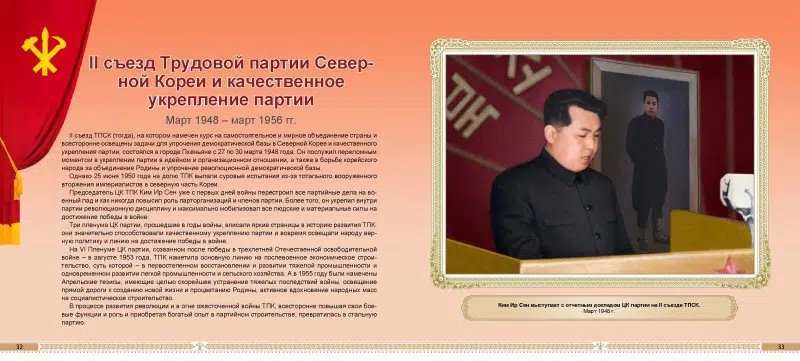 II съезд Трудовой партии Север-
ной Кореи и качественное
укрепление партии
Март 1948 – март 1956 гг.
II съезд ТПСК (тогда), на котором намечен курс на самостоятельное и мирное объединение страны и
всесторонне освещены задачи для упрочения демократической базы в Северной Корее и качественного
укрепления партии, состоялся в городе Пхеньяне с 27 по 30 марта 1948 года. Он послужил переломным
моментом в укреплении партии в идейном и организационном отношении, а также в борьбе корейского
народа за объединение Родины и упрочение революционной демократической базы.
Однако 25 июня 1950 года на долю ТПК выпали суровые испытания из-за тотального вооруженного
вторжения империалистов в северную часть Кореи.
Председатель ЦК ТПК Ким Ир Сен уже с первых дней войны перестроил все партийные дела на во-
енный лад и как никогда повысил роль парторганизаций и членов партии. Более того, он укрепил внутри
партии революционную дисциплину и максимально мобилизовал все людские и материальные силы на
достижение победы в войне.
Три пленума ЦК партии, прошедшие в годы войны, вписали яркие страницы в историю развития ТПК:
они значительно способствовали качественному укреплению партии и вовремя освещали народу вер-
ную политику и линию на достижение победы в войне.
На VI Пленуме ЦК партии, созванном после победы в трехлетней Отечественной освободительной
войне – в августе 1953 года, ТПК наметила основную линию на послевоенное экономическое строи-
тельство, суть которой – в первостепенном восстановлении и развитии тяжелой промышленности и
одновременном развитии легкой промышленности и сельского хозяйства. А в 1955 году были намечены
Апрельские тезисы, имеющие целью скорейшее устранение тяжелых последствий войны, освещение
прямой дороги к созданию новой жизни и процветанию Родины, активное вдохновение народных масс
на социалистическое строительство.
В процессе развития революции и в огне ожесточенной войны ТПК, всесторонне повышая свои бое-
вые функции и роль и приобретая богатый опыт в партийном строительстве, превратилась в стальную
партию.
Ким Ир Сен выступает с отчетным докладом ЦК партии на II съезде ТПСК.
Март 1948 г.
32
33